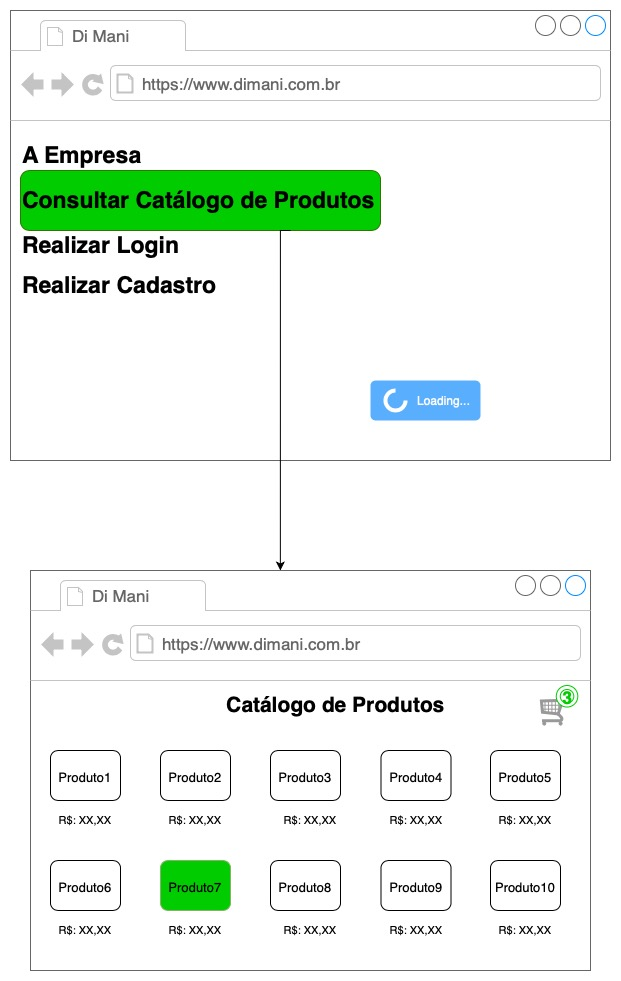 Di Mani
https://www.dimani.com.br
A Empresa
Consultar Catálogo de Produtos
Realizar Login
Realizar Cadastro
Loading...
Di Mani
https://www.dimani.com.br
Catálogo de Produtos
3
Produto1 Produto2 Produto3 Produto4 Produto5
R$: XX,XX R$: XX,XX R$: XX,XX R$: XX,XX R$: XX,XX
Produto6 Produto7 Produto8 Produto9 Produto10
R$: XX,XX R$: XX,XX R$: XX,XX R$: XX,XX R$: XX,XX